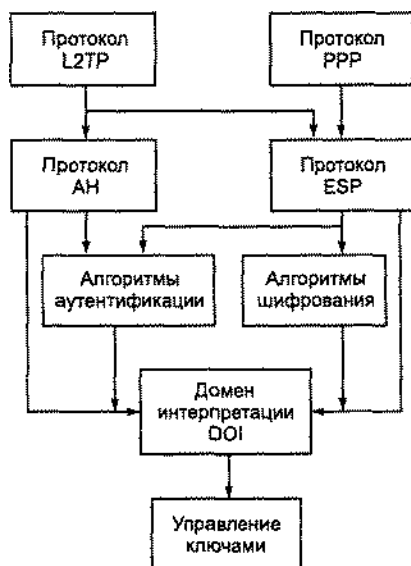 Протокол
L2TP
Протокол
PPP
Протокол
AH
Протокол
ESP
Алгоритмы
аутентификации
Алгоритмы
шифрования
Домен
интерпретации
DOI
Управление
ключами